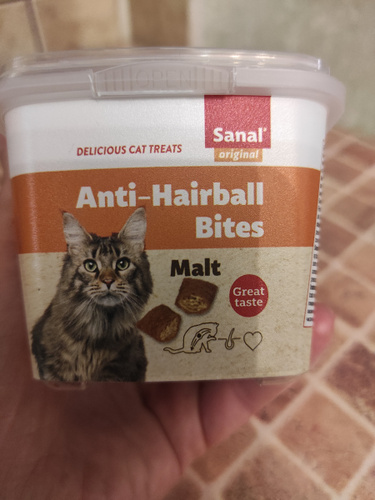 Sanal®
original
DELICIOUS CAT TREATS
Anti-Hairball
Bites
Malt
Great
taste